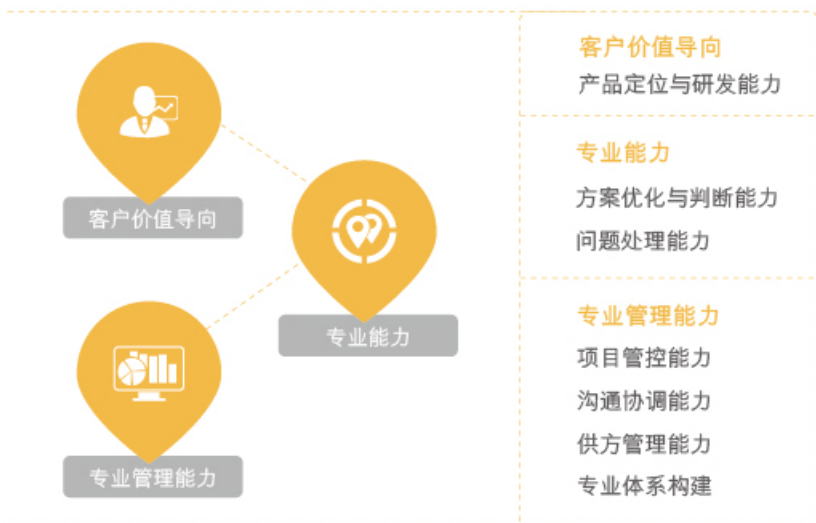 客户价值导向
专业能力
专业管理能力
客户价值导向
产品定位与研发能力
专业能力
方案优化与判断能力
问题处理能力
专业管理能力
项目管控能力
沟通协调能力
供方管理能力
专业体系构建